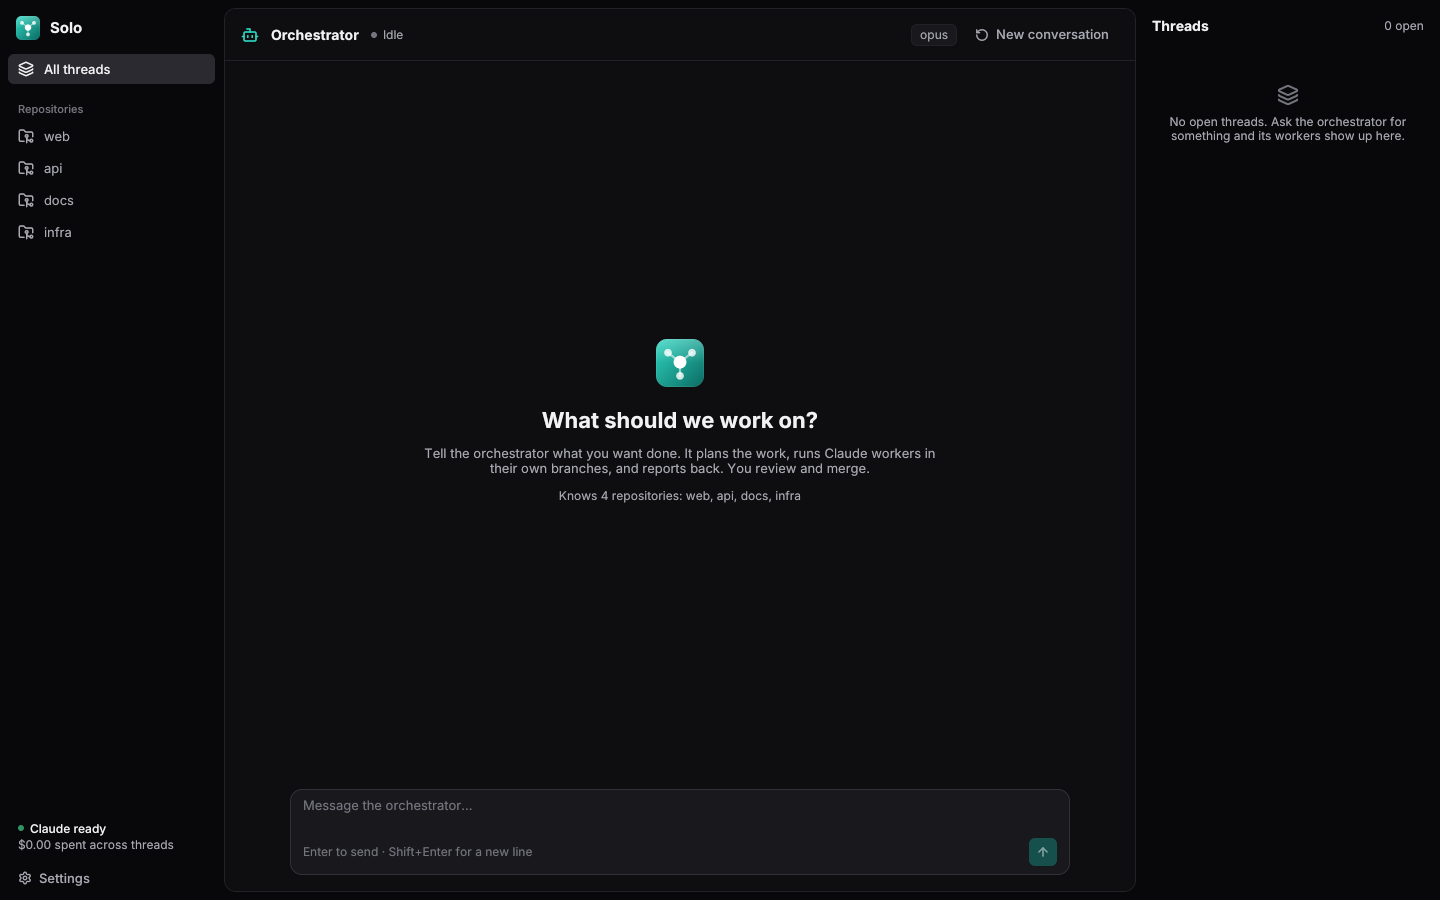 Solo
All threads
Repositories
web
api
docs
infra
Claude ready
$0.00 spent across threads
Settings
Orchestrator
Idle
opus
New conversation
What should we work on?
Tell the orchestrator what you want done. It plans the work, runs Claude workers in
their own branches, and reports back. You review and merge.
Knows 4 repositories: web, api, docs, infra
Message the orchestrator...
Enter to send · Shift+Enter for a new line
Threads
0 open
No open threads. Ask the orchestrator for
something and its workers show up here.